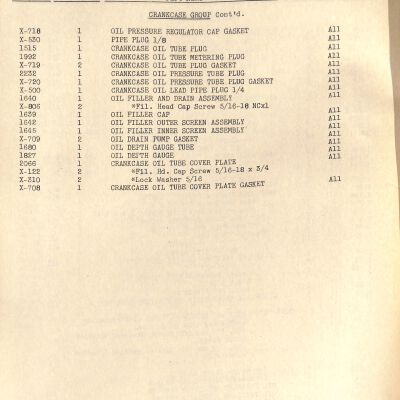 CRANKCASE GROUP Cont'd.
X-718 1 OIL PRESSURE REGULATOR CAP GASKET All
X-530 1 PIPE PLUG 1/8 All
1515 1 CRANKCASE OIL TUBE PLUG All
1992 1 CRANKCASE OIL TUBE METERING PLUG All
X-719 2 CRANKCASE OIL TUBE PLUG GASKET All
2232 1 CRANKCASE OIL PRESSURE TUBE PLUG All
X-720 1 CRANKCASE OIL PRESSURE TUBE PLUG GASKET All
X-500 1 CRANKCASE OIL LEAD PIPE PLUG 1/4 All
1640 1 OIL FILLER AND DRAIN ASSEMBLY All
X-806 2 *Fil. Head Cap Screw 5/16-18 NCx1
1639 1 OIL FILLER CAP All
1642 1 OIL FILLER OUTER SCREEN ASSEMBLY All
1645 1 OIL FILLER INNER SCREEN ASSEMBLY All
X-709 2 OIL DRAIN PUMP GASKET All
1680 1 OIL DEPTH GAUGE TUBE All
1827 1 OIL DEPTH GAUGE All
2066 1 CRANKCASE OIL TUBE COVER PLATE
X-122 2 *Fil. Hd. Cap Screw 5/16-18 x 3/4
X-310 2 *Lock Washer 5/16 All
X-708 1 CRANKCASE OIL TUBE COVER PLATE GASKET